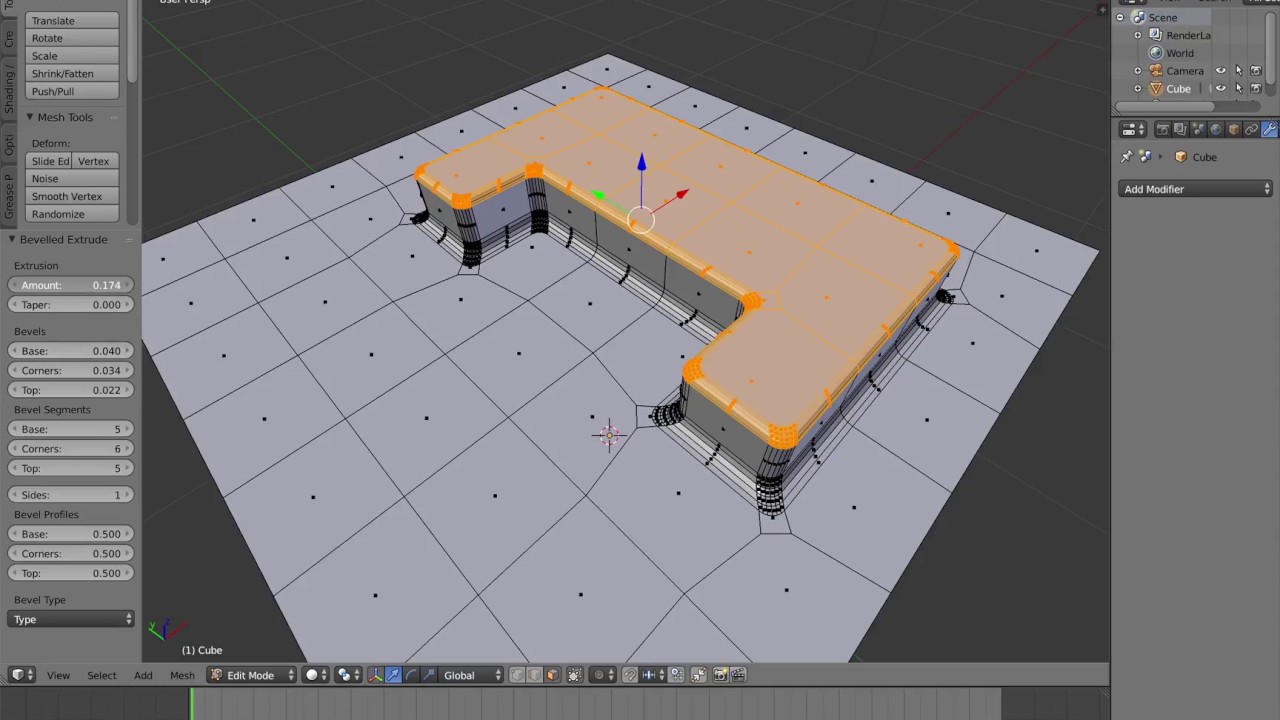 User Persp
Translate
Rotate
Scale
Shrink/Fatten
Push/Pull
Mesh Tools
Deform:
Slide Ed Vertex
Noise
Smooth Vertex
Randomize
Cre
Shading /
Opti
Grease P
Bevelled Extrude
Extrusion
Amount: 0.174
Taper: 0.000
Bevels
Base: 0.040
Corners: 0.034
Top: 0.022
Bevel Segments
Base: 5
Corners: 6
Top: 5
Sides: 1
Bevel Profiles
Base: 0.500
Corners: 0.500
Top: 0.500
Bevel Type
Type
y z
(1) Cube
View Select Add Mesh Edit Mode Global
Scene
RenderLa
World
Camera
Cube
Cube
Add Modifier